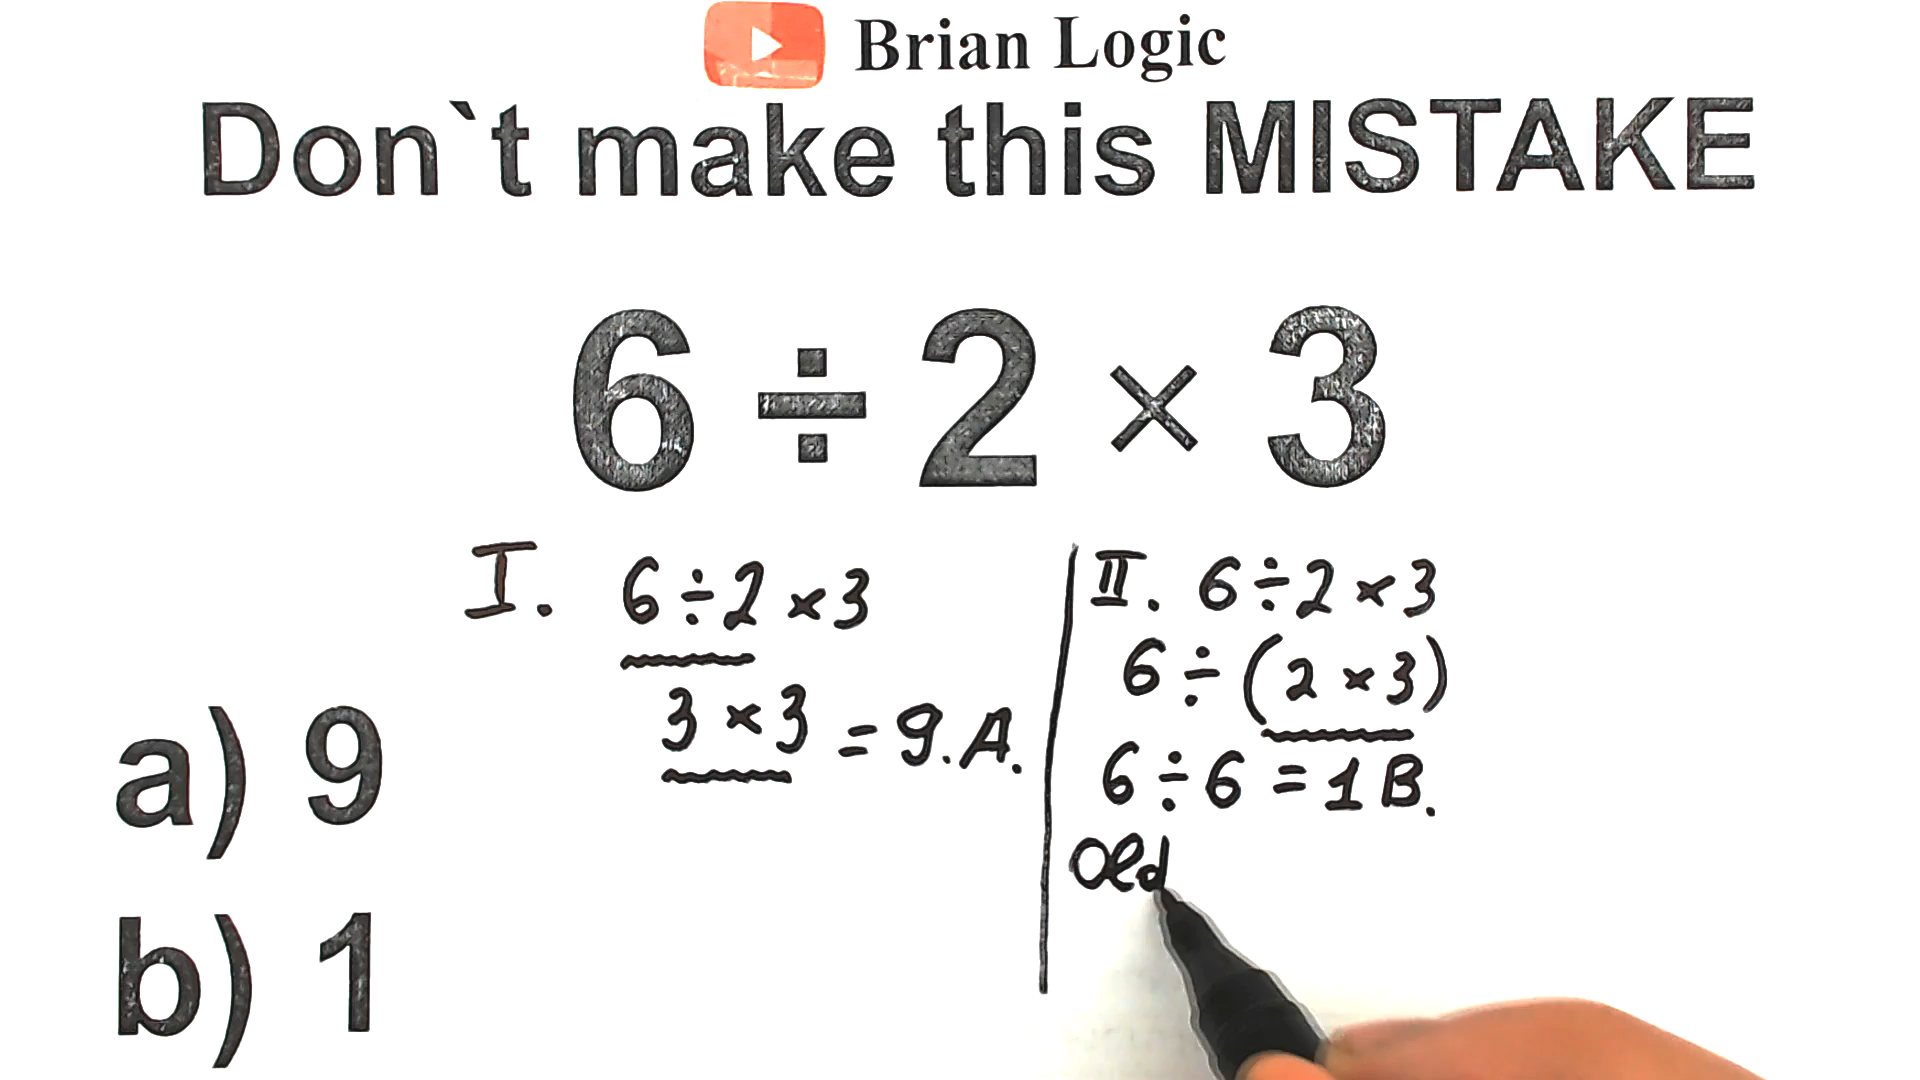 Brian Logic
Don`t make this MISTAKE
6 ÷ 2 × 3
I. 6÷2×3
3×3 = 9. A.
II. 6÷2×3
6÷(2×3)
6÷6 = 1 B.
Old
a) 9
b) 1